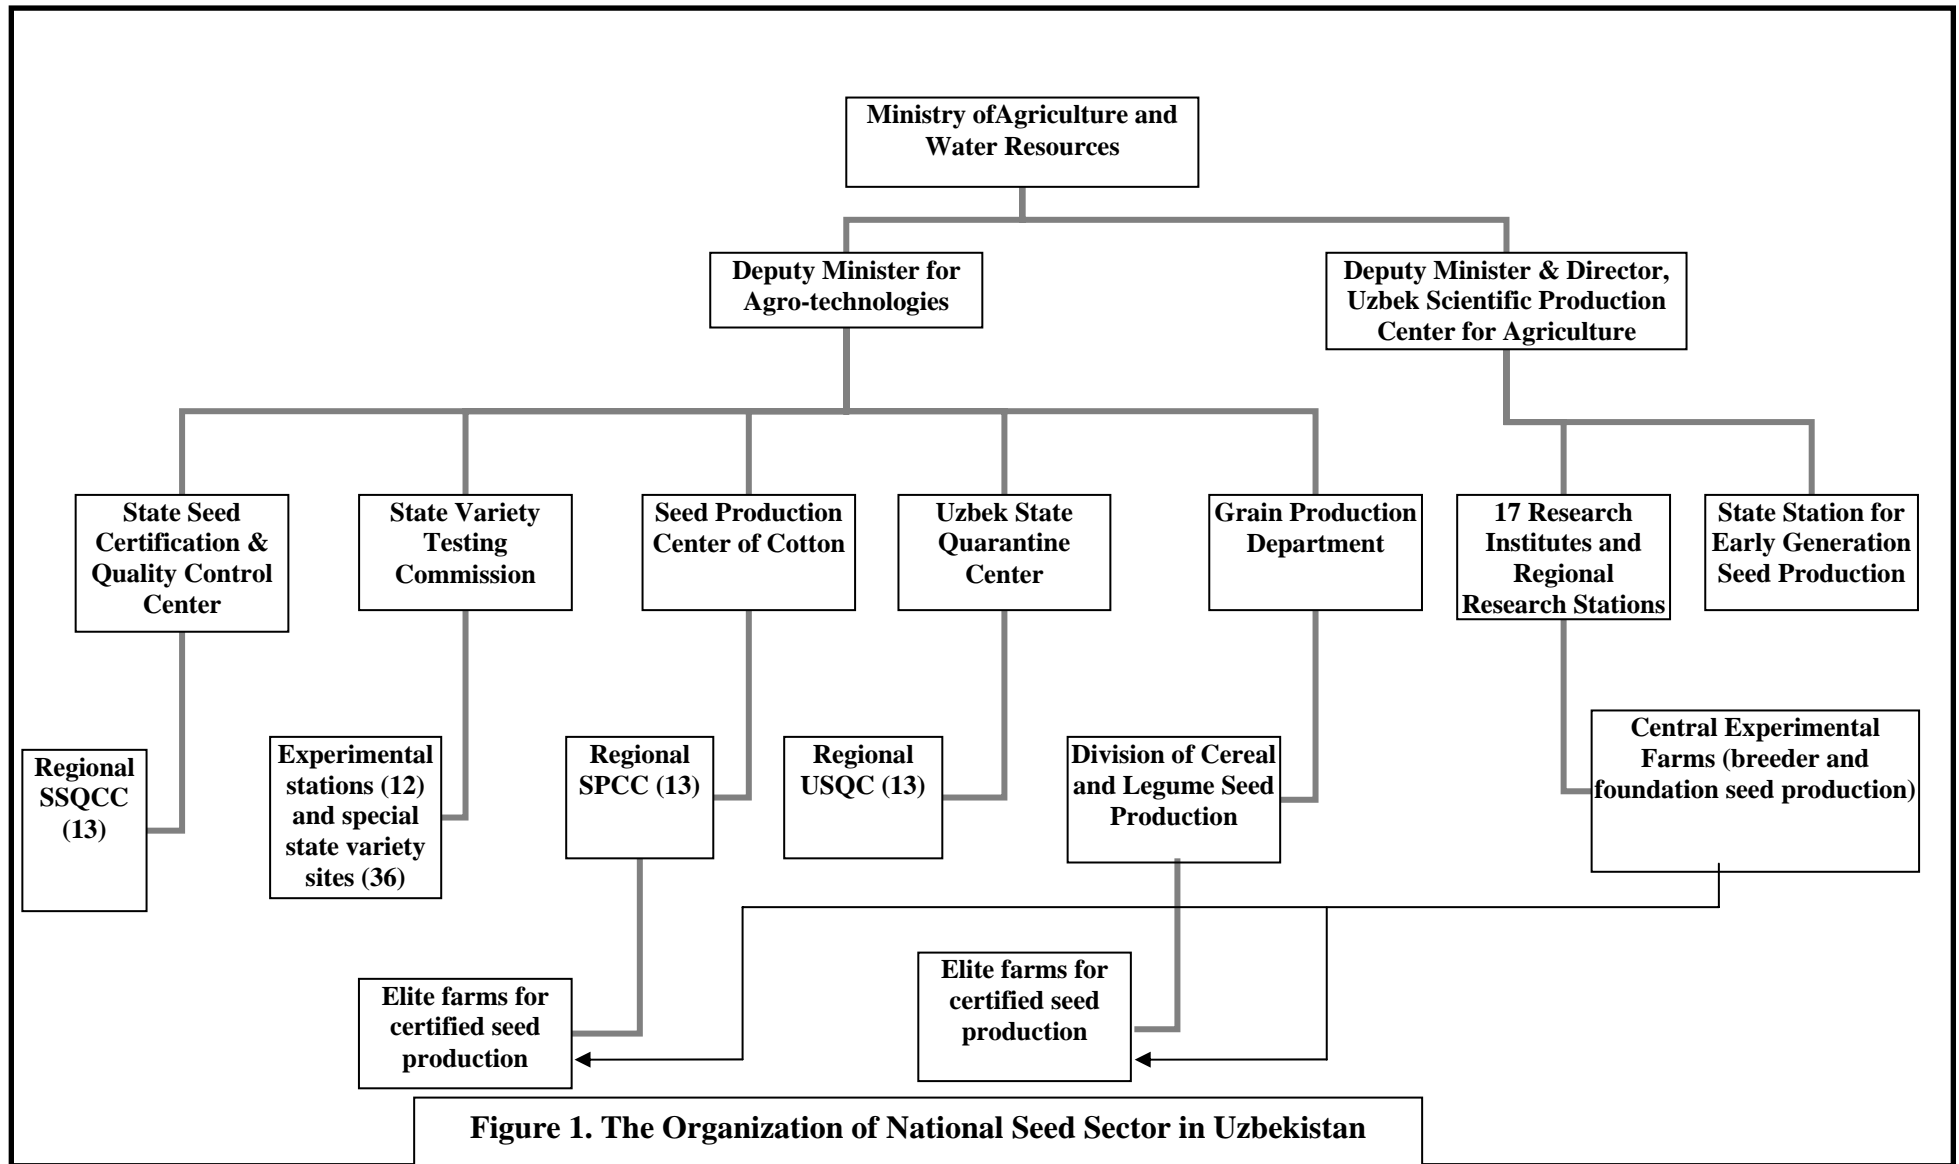 Ministry ofAgriculture and
Water Resources
Deputy Minister for
Agro-technologies
Deputy Minister & Director,
Uzbek Scientific Production
Center for Agriculture
State Seed
Certification &
Quality Control
Center
State Variety
Testing
Commission
Seed Production
Center of Cotton
Uzbek State
Quarantine
Center
Grain Production
Department
17 Research
Institutes and
Regional
Research Stations
State Station for
Early Generation
Seed Production
Regional
SSQCC
(13)
Experimental
stations (12)
and special
state variety
sites (36)
Regional
SPCC (13)
Regional
USQC (13)
Division of Cereal
and Legume Seed
Production
Central Experimental
Farms (breeder and
foundation seed production)
Elite farms for
certified seed
production
Elite farms for
certified seed
production
Figure 1. The Organization of National Seed Sector in Uzbekistan